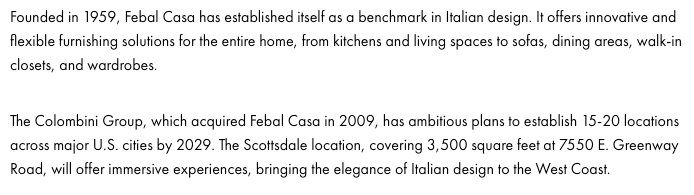 Founded in 1959, Febal Casa has established itself as a benchmark in Italian design. It offers innovative and
flexible furnishing solutions for the entire home, from kitchens and living spaces to sofas, dining areas, walk-in
closets, and wardrobes.
The Colombini Group, which acquired Febal Casa in 2009, has ambitious plans to establish 15-20 locations
across major U.S. cities by 2029. The Scottsdale location, covering 3,500 square feet at 7550 E. Greenway
Road, will offer immersive experiences, bringing the elegance of Italian design to the West Coast.